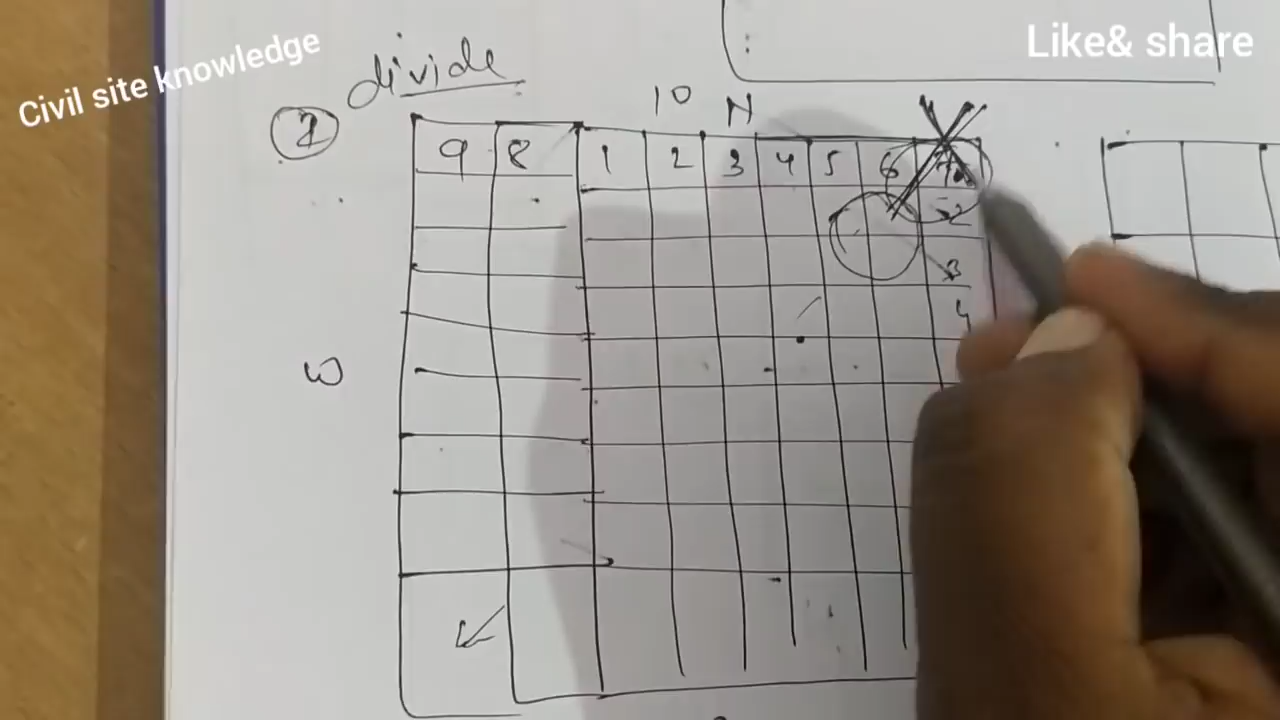 Civil site knowledge
Like& share
divide
10 N
9 8 1 2 3 4 5 6
2
3
4
W